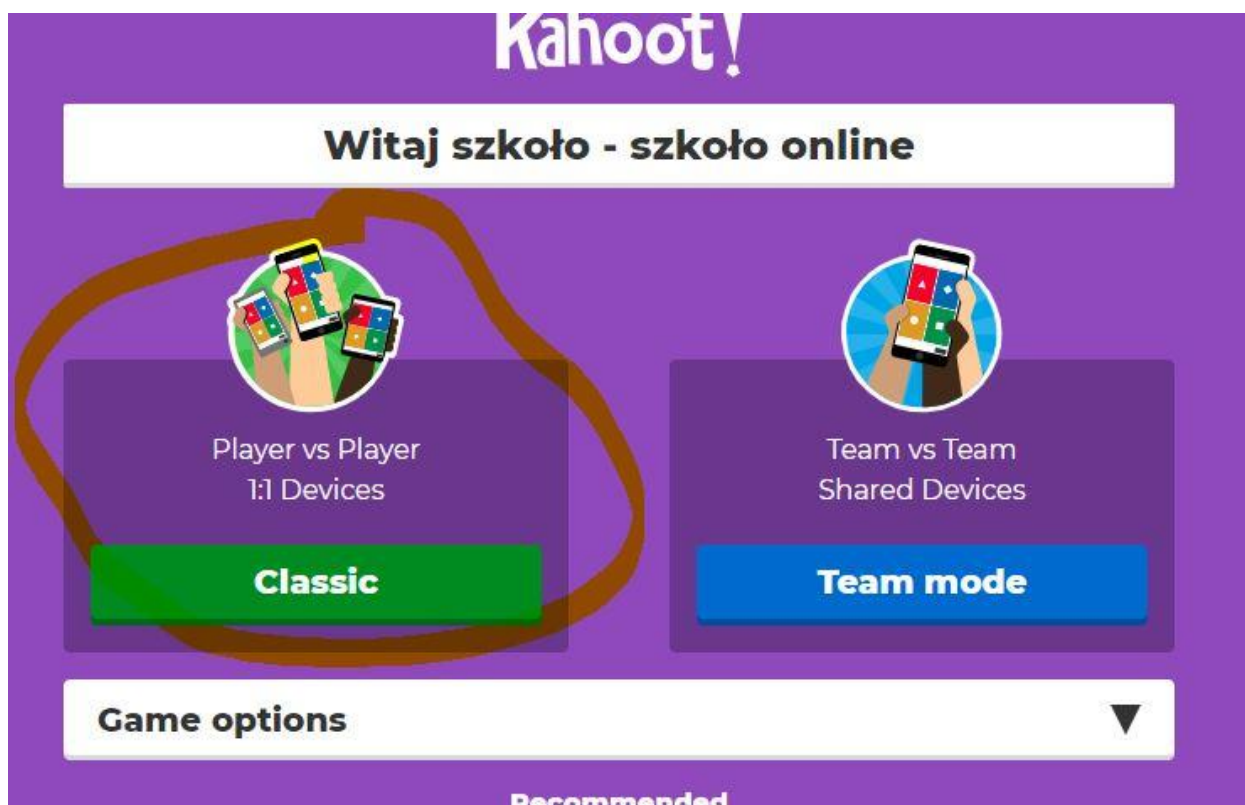 Kahoot!
Witaj szkoło - szkoło online
Player vs Player
1:1 Devices
Classic
Team vs Team
Shared Devices
Team mode
Game options
Recommended